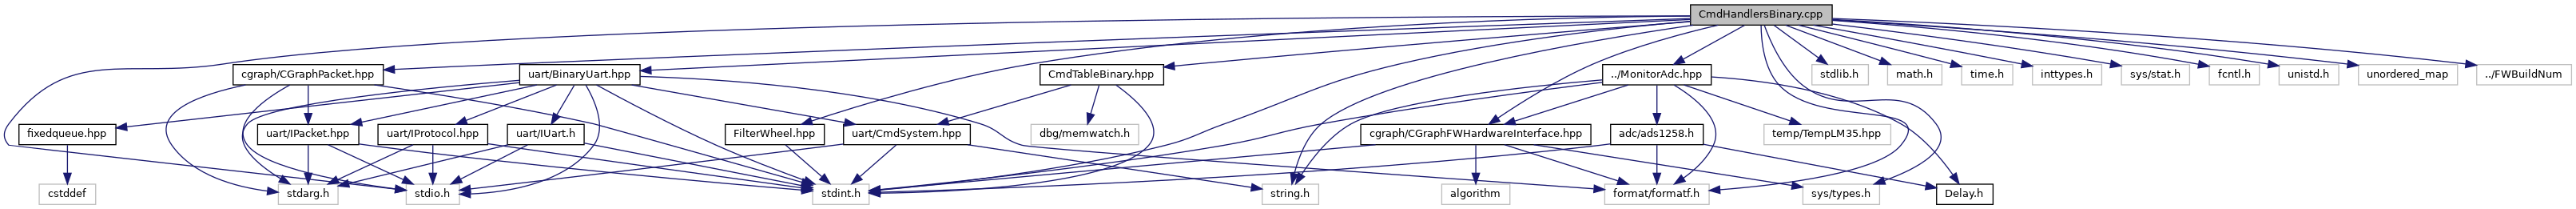 CmdHandlersBinary.cpp
cgraph/CGraphPacket.hpp
uart/BinaryUart.hpp
CmdTableBinary.hpp
../MonitorAdc.hpp
stdlib.h
math.h
time.h
inttypes.h
sys/stat.h
fcntl.h
unistd.h
unordered_map
../FWBuildNum
fixedqueue.hpp
uart/IPacket.hpp
uart/IProtocol.hpp
uart/IUart.h
FilterWheel.hpp
uart/CmdSystem.hpp
dbg/memwatch.h
cgraph/CGraphFWHardwareInterface.hpp
adc/ads1258.h
temp/TempLM35.hpp
cstddef
stdarg.h
stdio.h
stdint.h
string.h
algorithm
format/formatf.h
sys/types.h
Delay.h